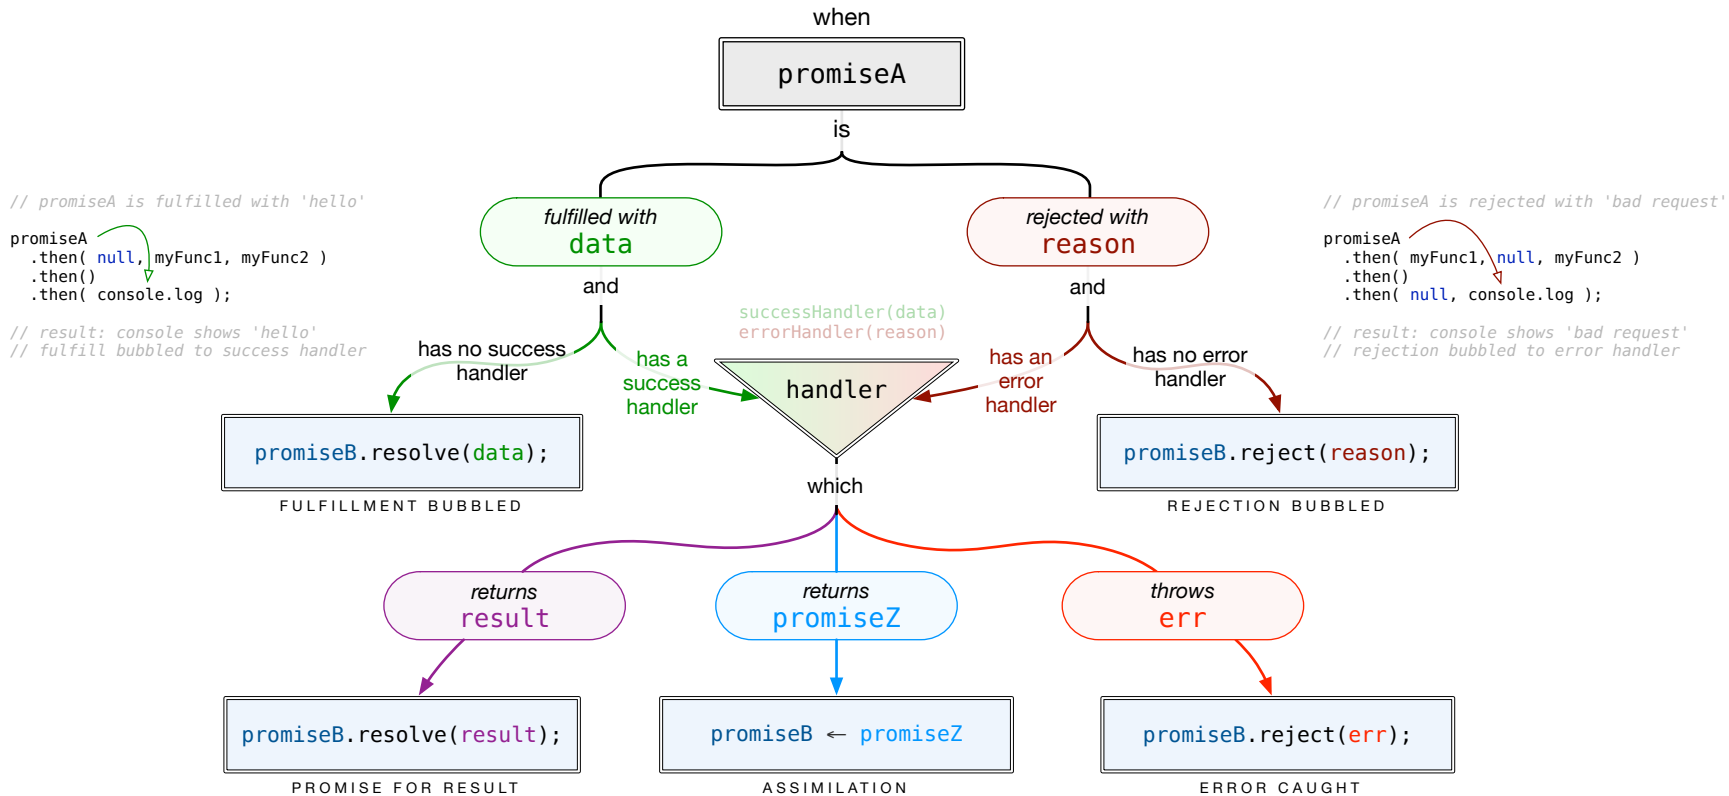 when
promiseA
is
// promiseA is fulfilled with 'hello'
promiseA
.then( null, myFunc1, myFunc2 )
.then()
.then( console.log );
// result: console shows 'hello'
// fulfill bubbled to success handler
fulfilled with
data
and
rejected with
reason
and
// promiseA is rejected with 'bad request'
promiseA
.then( myFunc1, null, myFunc2 )
.then()
.then( null, console.log );
// result: console shows 'bad request'
// rejection bubbled to error handler
has no success
handler
has a
success
handler
successHandler(data)
errorHandler(reason)
handler
has an
error
handler
has no error
handler
promiseB.resolve(data);
FULFILLMENT BUBBLED
which
promiseB.reject(reason);
REJECTION BUBBLED
returns
result
returns
promiseZ
throws
err
promiseB.resolve(result);
PROMISE FOR RESULT
promiseB ← promiseZ
ASSIMILATION
promiseB.reject(err);
ERROR CAUGHT